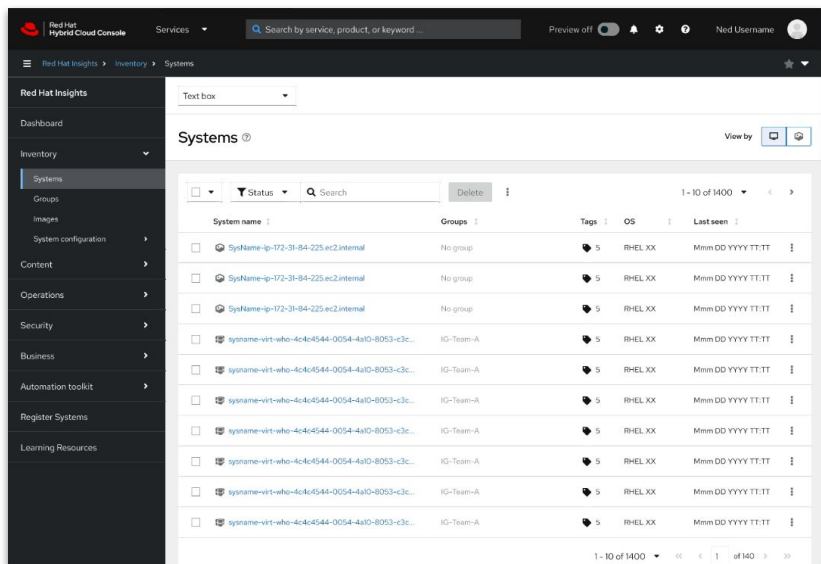 Red Hat
Hybrid Cloud Console
Services
Search by service, product, or keyword ...
Preview off
Ned Username
Red Hat Insights > Inventory > Systems
Red Hat Insights
Dashboard
Inventory
Systems
Groups
Images
System configuration
Content
Operations
Security
Business
Automation toolkit
Register Systems
Learning Resources
Text box
Systems
View by
Status
Search
Delete
1 - 10 of 1400
System name Groups Tags OS Last seen
SysName-ip-172-31-84-225.ec2.internal No group 5 RHEL XX Mmm DD YYYY TT:TT
SysName-ip-172-31-84-225.ec2.internal No group 5 RHEL XX Mmm DD YYYY TT:TT
SysName-ip-172-31-84-225.ec2.internal No group 5 RHEL XX Mmm DD YYYY TT:TT
sysname-virt-who-4c4c4544-0054-4a10-8053-c3c... IG-Team-A 5 RHEL XX Mmm DD YYYY TT:TT
sysname-virt-who-4c4c4544-0054-4a10-8053-c3c... IG-Team-A 5 RHEL XX Mmm DD YYYY TT:TT
sysname-virt-who-4c4c4544-0054-4a10-8053-c3c... IG-Team-A 5 RHEL XX Mmm DD YYYY TT:TT
sysname-virt-who-4c4c4544-0054-4a10-8053-c3c... IG-Team-A 5 RHEL XX Mmm DD YYYY TT:TT
sysname-virt-who-4c4c4544-0054-4a10-8053-c3c... IG-Team-A 5 RHEL XX Mmm DD YYYY TT:TT
sysname-virt-who-4c4c4544-0054-4a10-8053-c3c... IG-Team-A 5 RHEL XX Mmm DD YYYY TT:TT
sysname-virt-who-4c4c4544-0054-4a10-8053-c3c... IG-Team-A 5 RHEL XX Mmm DD YYYY TT:TT
1 - 10 of 1400 1 of 140